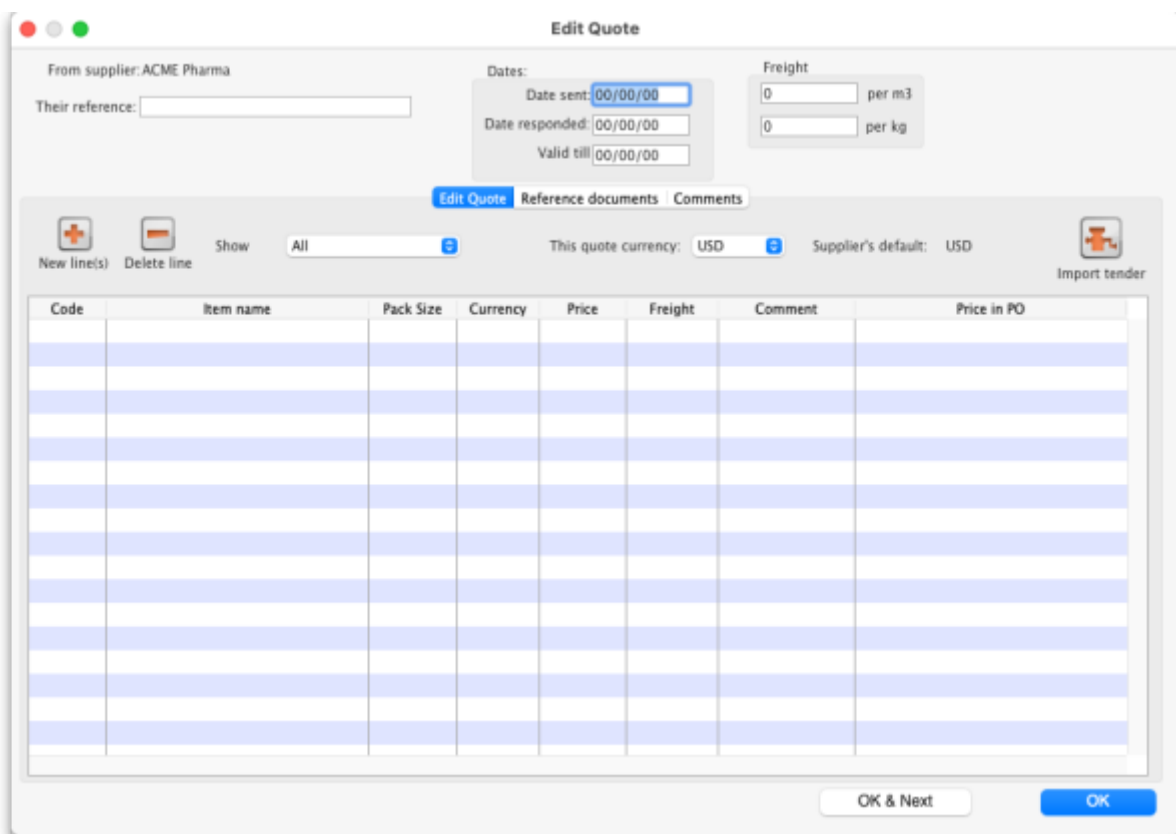 Edit Quote
From supplier: ACME Pharma
Their reference:
Dates:
Date sent: 00/00/00
Date responded: 00/00/00
Valid till 00/00/00
Freight
0 per m3
0 per kg
Edit Quote Reference documents Comments
New line(s) Delete line Show All This quote currency: USD Supplier's default: USD Import tender
Code Item name Pack Size Currency Price Freight Comment Price in PO
OK & Next OK